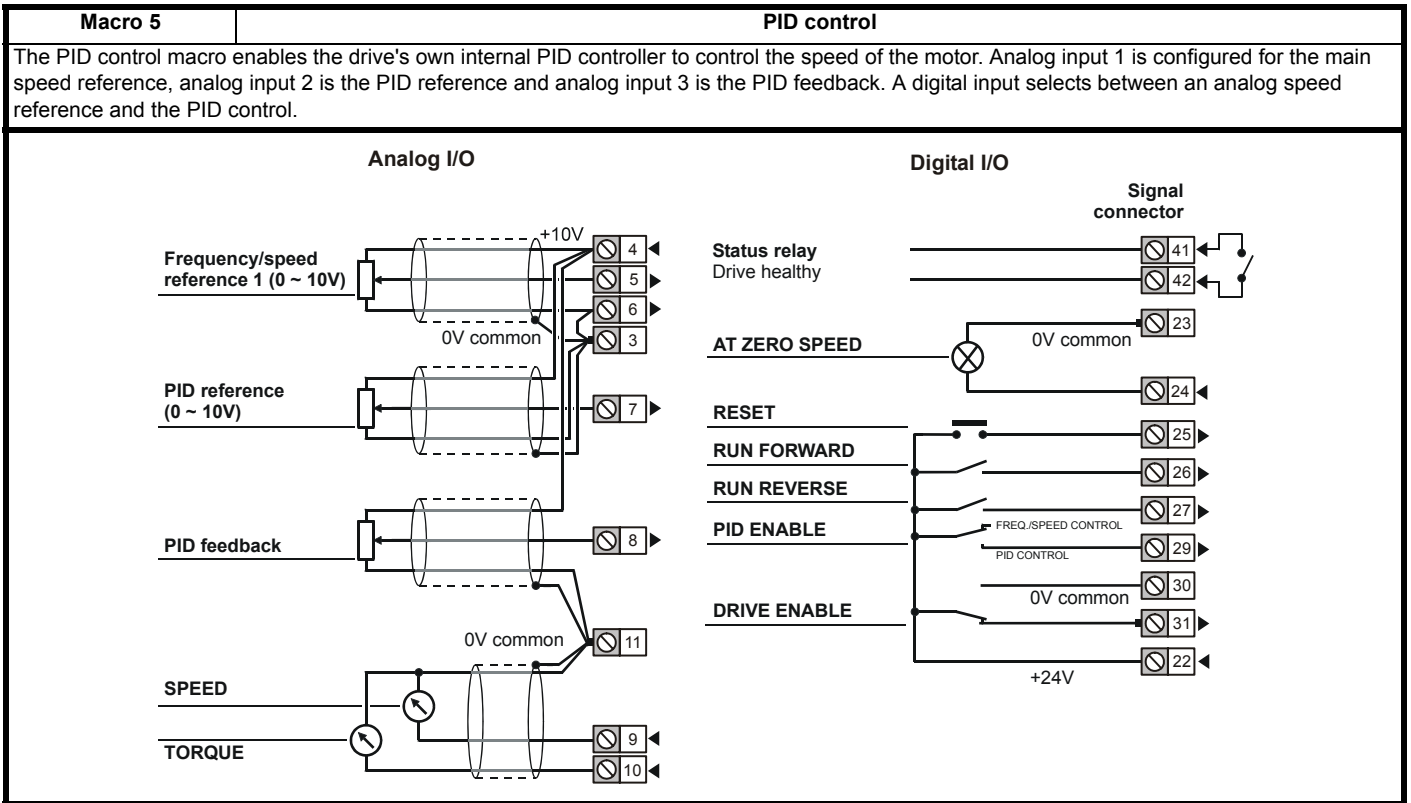 Macro 5 PID control
The PID control macro enables the drive's own internal PID controller to control the speed of the motor. Analog input 1 is configured for the main
speed reference, analog input 2 is the PID reference and analog input 3 is the PID feedback. A digital input selects between an analog speed
reference and the PID control.
Analog I/O
+10V
Frequency/speed
reference 1 (0 ~ 10V)
4
5
6
0V common
3
PID reference
(0 ~ 10V)
7
PID feedback
8
0V common
11
SPEED
9
TORQUE
10
Digital I/O
Signal
connector
Status relay
Drive healthy
41
42
23
0V common
AT ZERO SPEED
24
RESET
25
RUN FORWARD
26
RUN REVERSE
27
PID ENABLE
FREQ./SPEED CONTROL
PID CONTROL
29
30
0V common
DRIVE ENABLE
31
22
+24V